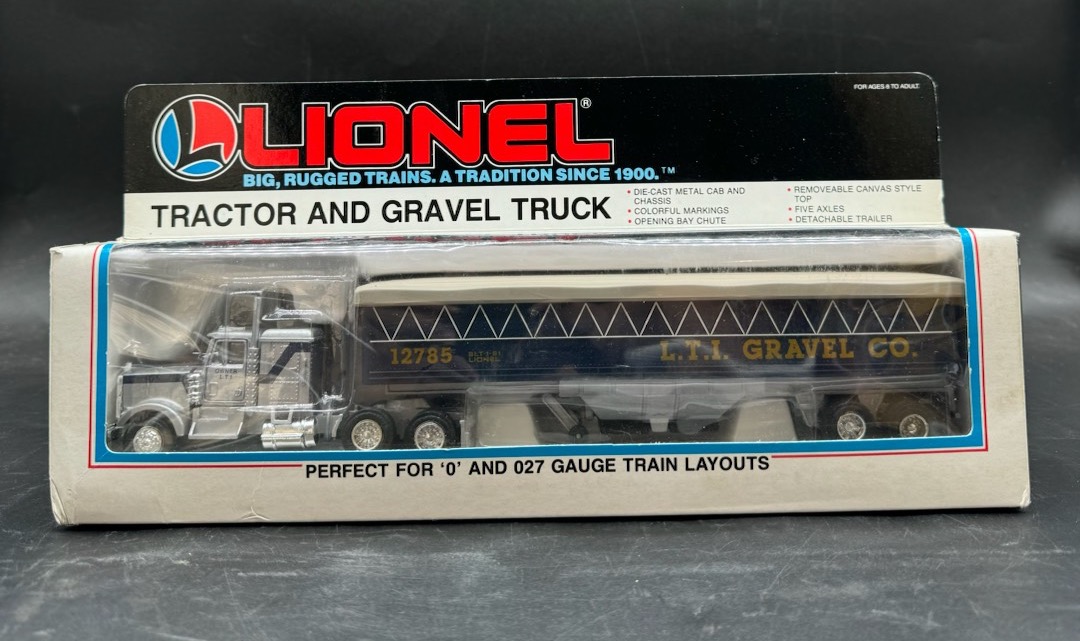 FOR AGES 8 TO ADULT
LIONEL®
BIG, RUGGED TRAINS. A TRADITION SINCE 1900.™
TRACTOR AND GRAVEL TRUCK
• DIE-CAST METAL CAB AND
CHASSIS
• COLORFUL MARKINGS
• OPENING BAY CHUTE
• REMOVEABLE CANVAS STYLE
TOP
• FIVE AXLES
• DETACHABLE TRAILER
12785
LIONEL
L.T.I. GRAVEL CO.
L.T.I.
PERFECT FOR ‘0’ AND 027 GAUGE TRAIN LAYOUTS